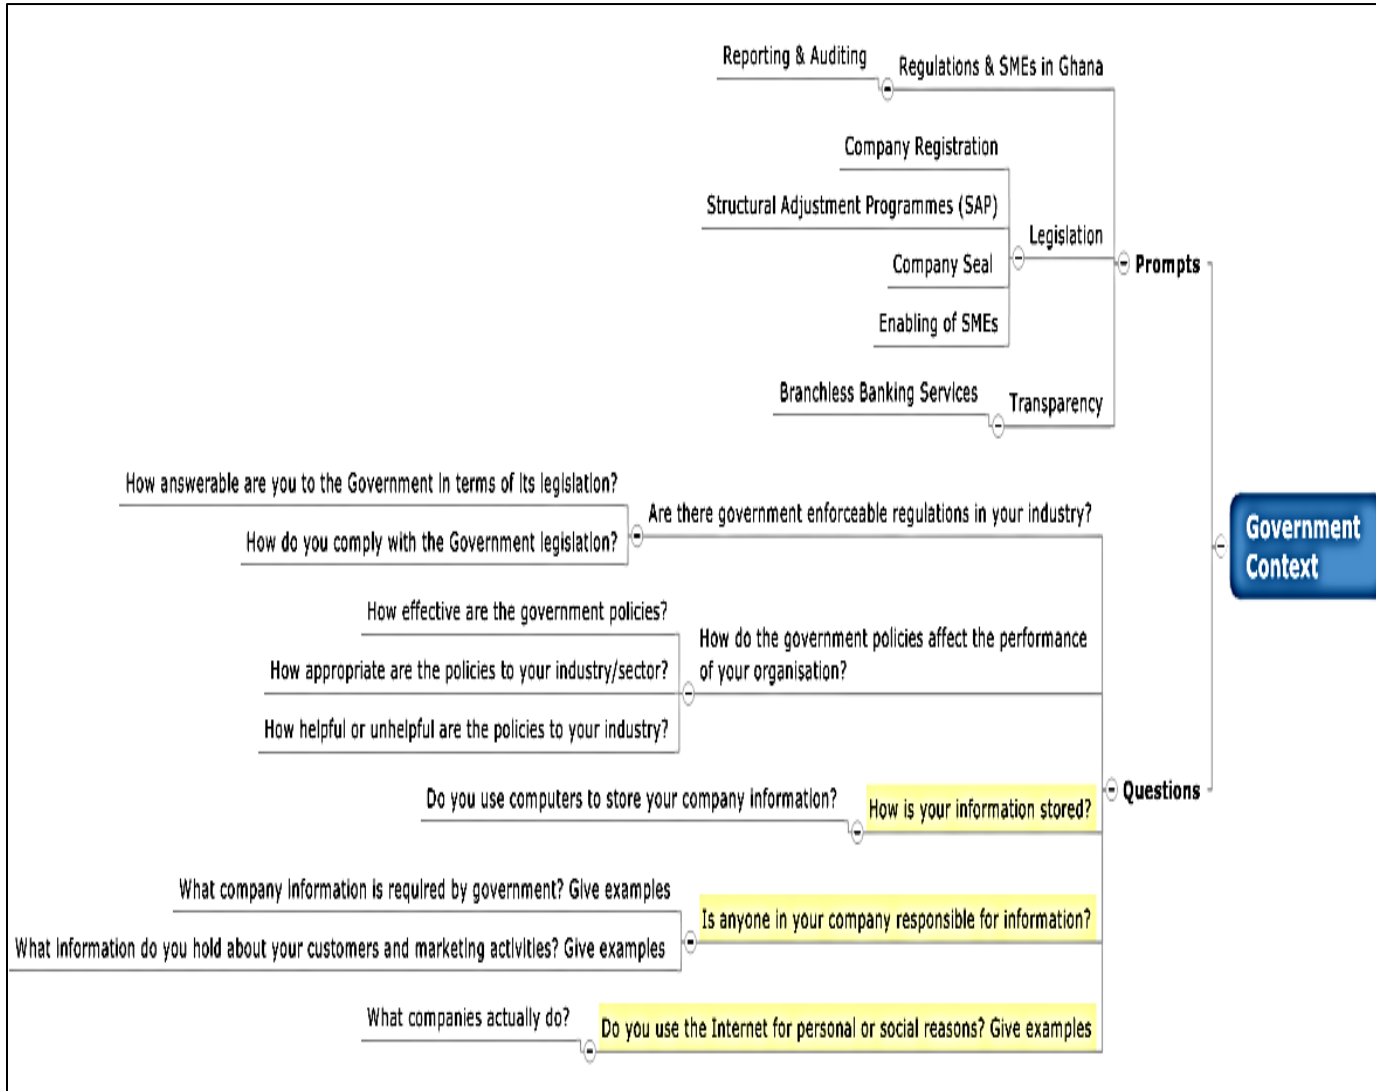 Reporting & Auditing
Regulations & SMEs in Ghana
Company Registration
Structural Adjustment Programmes (SAP)
Legislation
Company Seal
Prompts
Enabling of SMEs
Branchless Banking Services
Transparency
How answerable are you to the Government in terms of its legislation?
Are there government enforceable regulations in your industry?
How do you comply with the Government legislation?
Government
Context
How effective are the government policies?
How do the government policies affect the performance
of your organisation?
How appropriate are the policies to your industry/sector?
How helpful or unhelpful are the policies to your industry?
Questions
Do you use computers to store your company information?
How is your information stored?
What company information is required by government? Give examples
Is anyone in your company responsible for information?
What information do you hold about your customers and marketing activities? Give examples
What companies actually do?
Do you use the Internet for personal or social reasons? Give examples